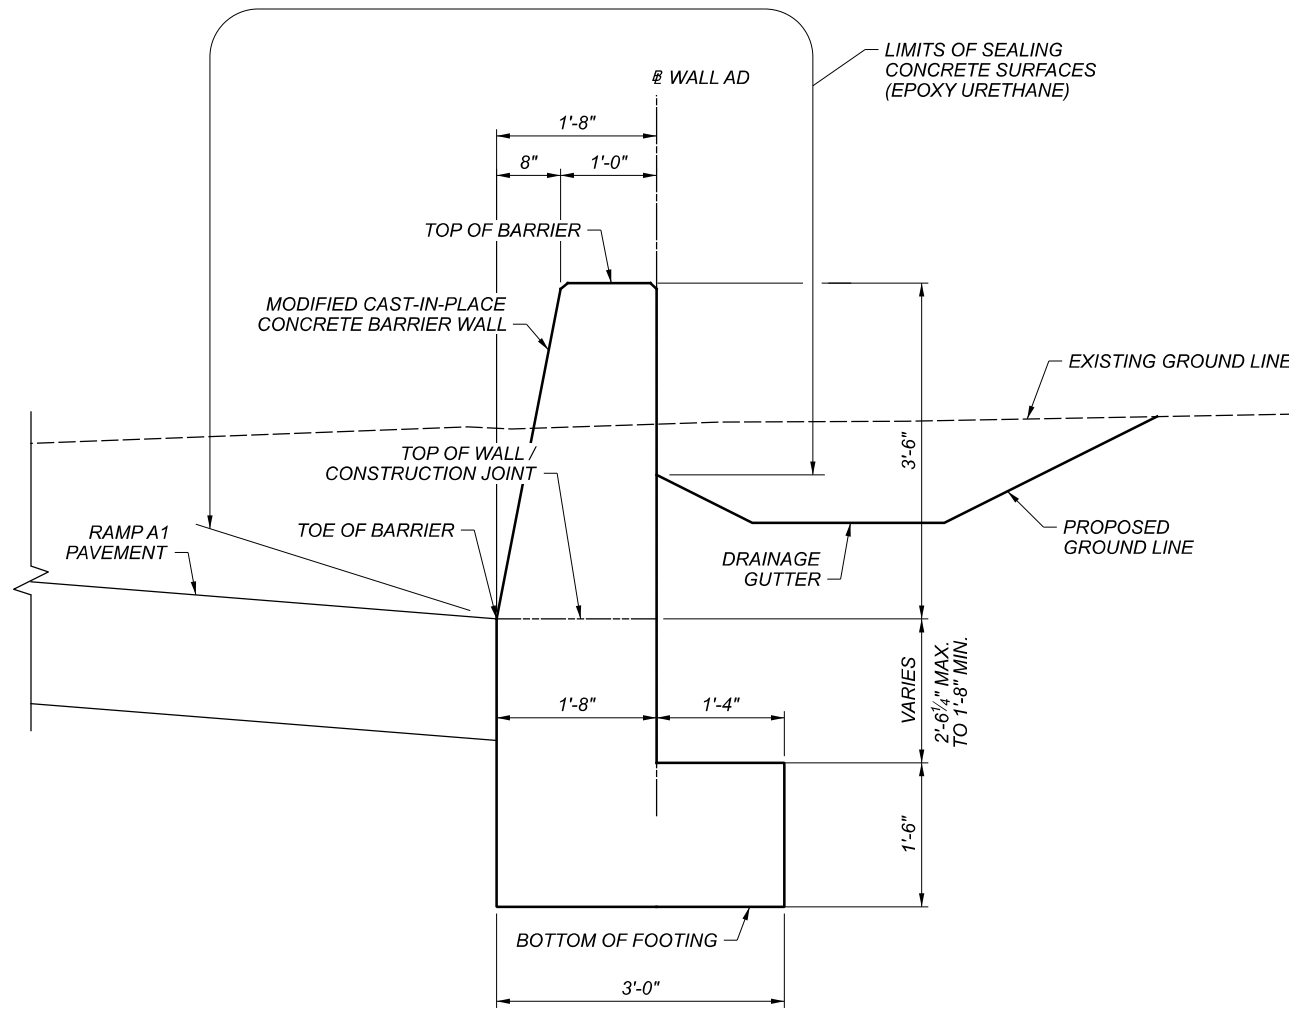 LIMITS OF SEALING
CONCRETE SURFACES
(EPOXY URETHANE)
WALL AD
1'-8"
8"
1'-0"
TOP OF BARRIER
MODIFIED CAST-IN-PLACE
CONCRETE BARRIER WALL
EXISTING GROUND LINE
3'-6"
TOP OF WALL /
CONSTRUCTION JOINT
RAMP A1
PAVEMENT
TOE OF BARRIER
PROPOSED
GROUND LINE
DRAINAGE
GUTTER
VARIES
2'-6¼" MAX.
TO 1'-8" MIN.
1'-8"
1'-4"
1'-6"
BOTTOM OF FOOTING
3'-0"